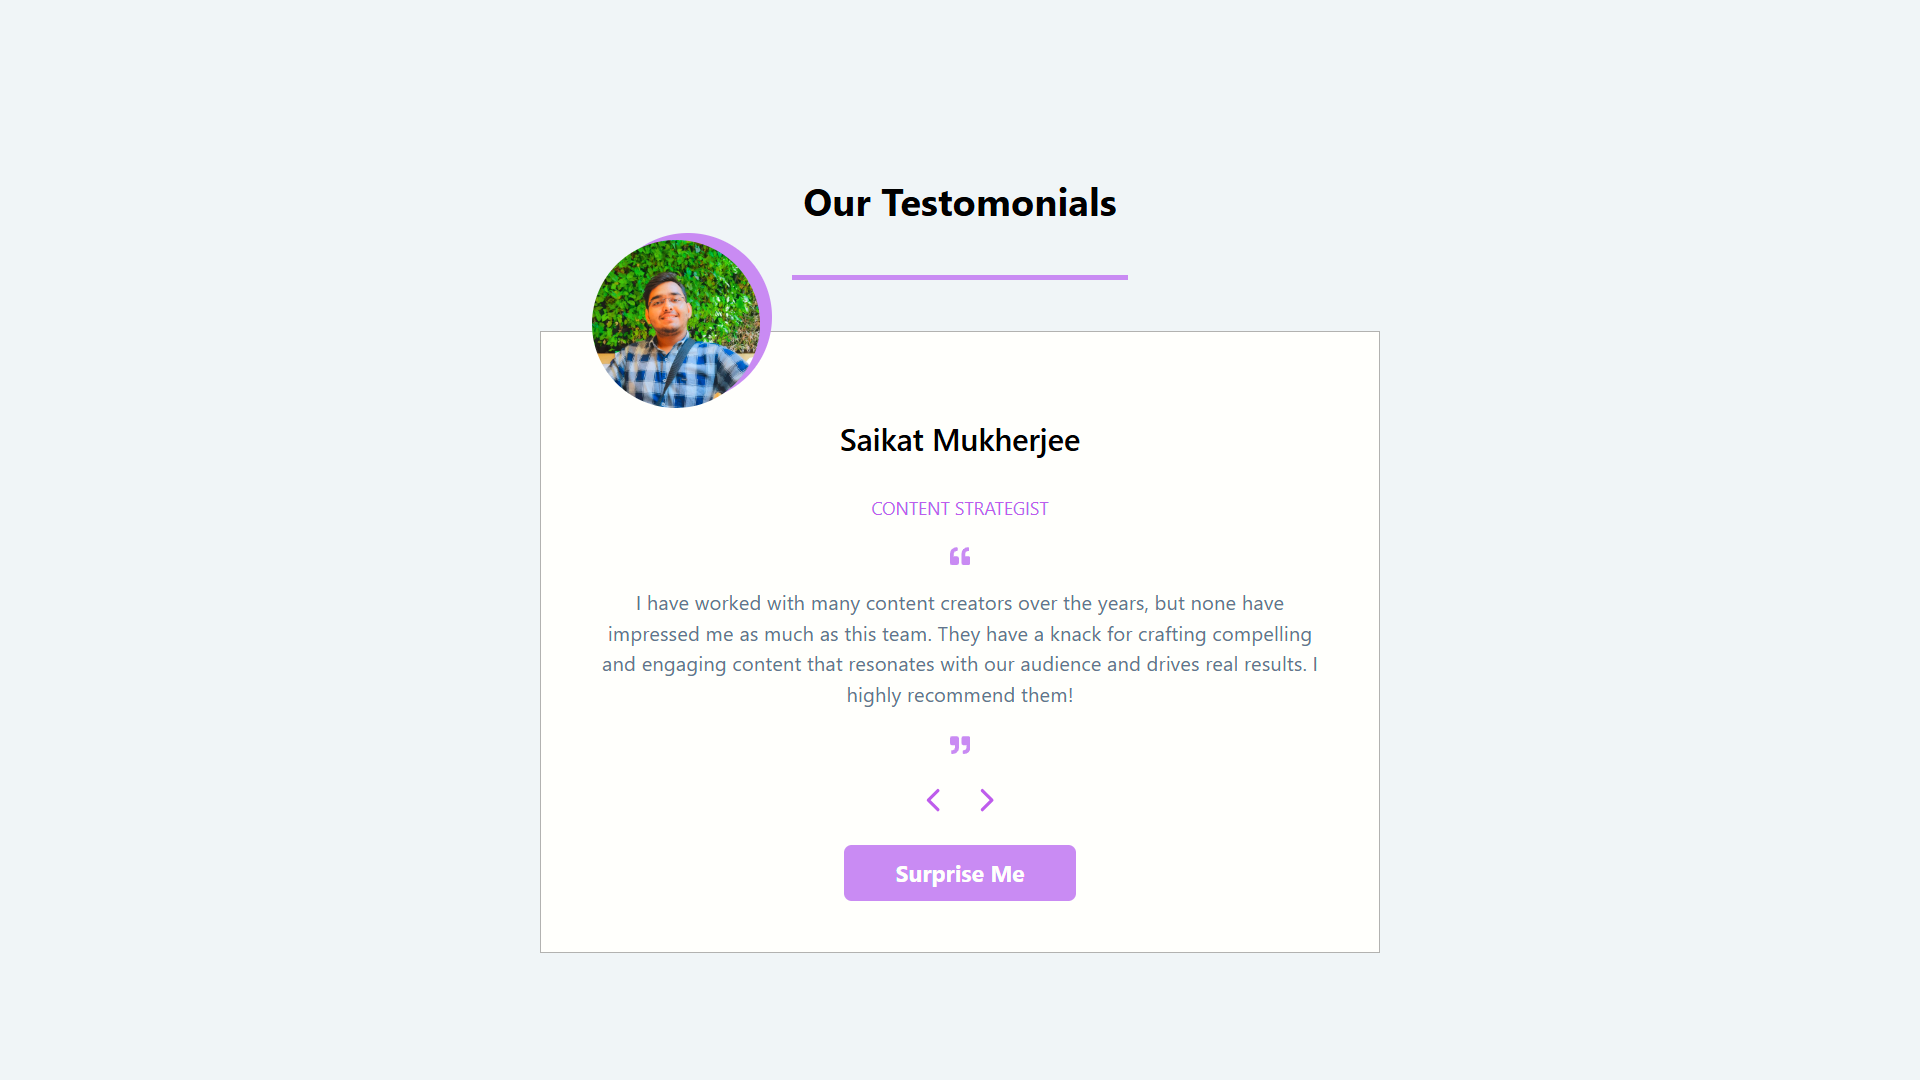 Our Testomonials
Saikat Mukherjee
CONTENT STRATEGIST
“
I have worked with many content creators over the years, but none have
impressed me as much as this team. They have a knack for crafting compelling
and engaging content that resonates with our audience and drives real results. I
highly recommend them!
”
Surprise Me